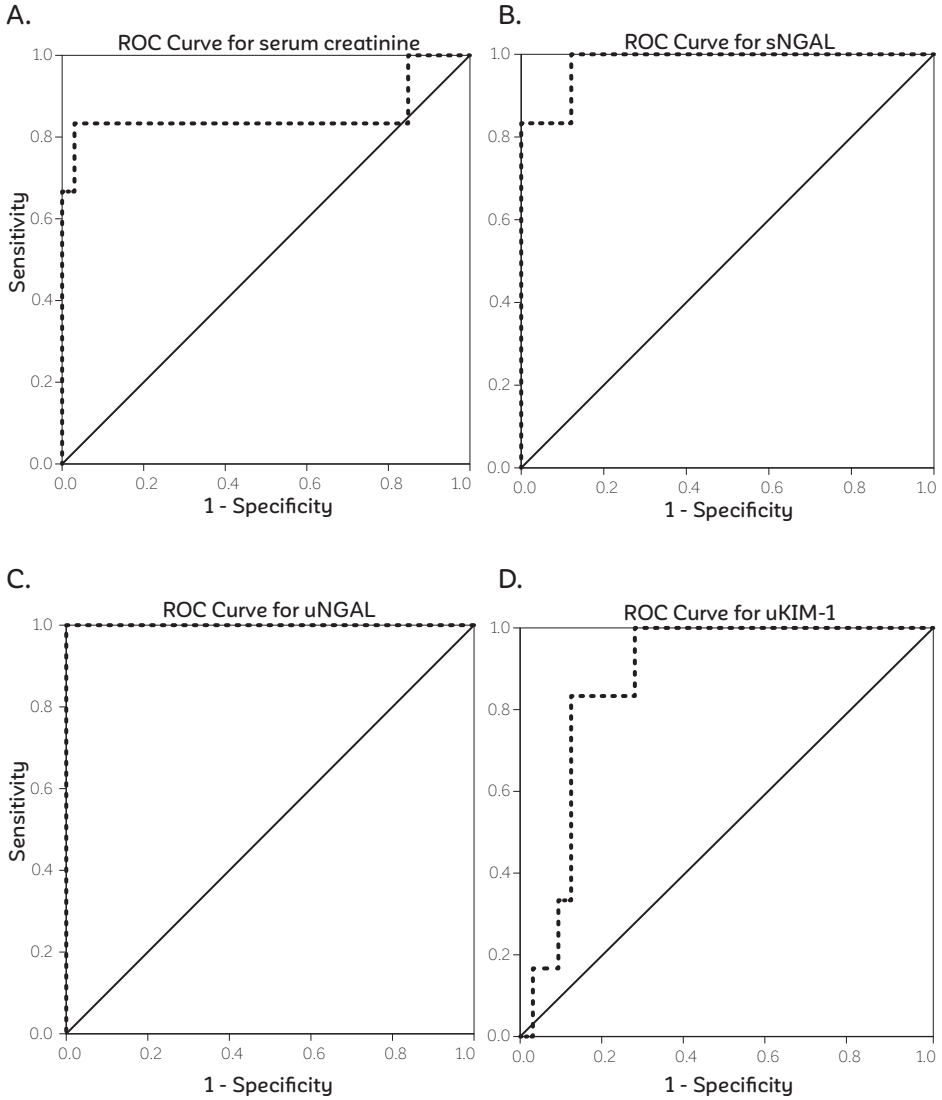 A.
ROC Curve for serum creatinine
1.0
0.8
0.6
0.4
0.2
0.0
Sensitivity
0.0 0.2 0.4 0.6 0.8 1.0
1 - Specificity
B.
ROC Curve for sNGAL
1.0
0.8
0.6
0.4
0.2
0.0
0.0 0.2 0.4 0.6 0.8 1.0
1 - Specificity
C.
ROC Curve for uNGAL
1.0
0.8
0.6
0.4
0.2
0.0
Sensitivity
0.0 0.2 0.4 0.6 0.8 1.0
1 - Specificity
D.
ROC Curve for uKIM-1
1.0
0.8
0.6
0.4
0.2
0.0
0.0 0.2 0.4 0.6 0.8 1.0
1 - Specificity